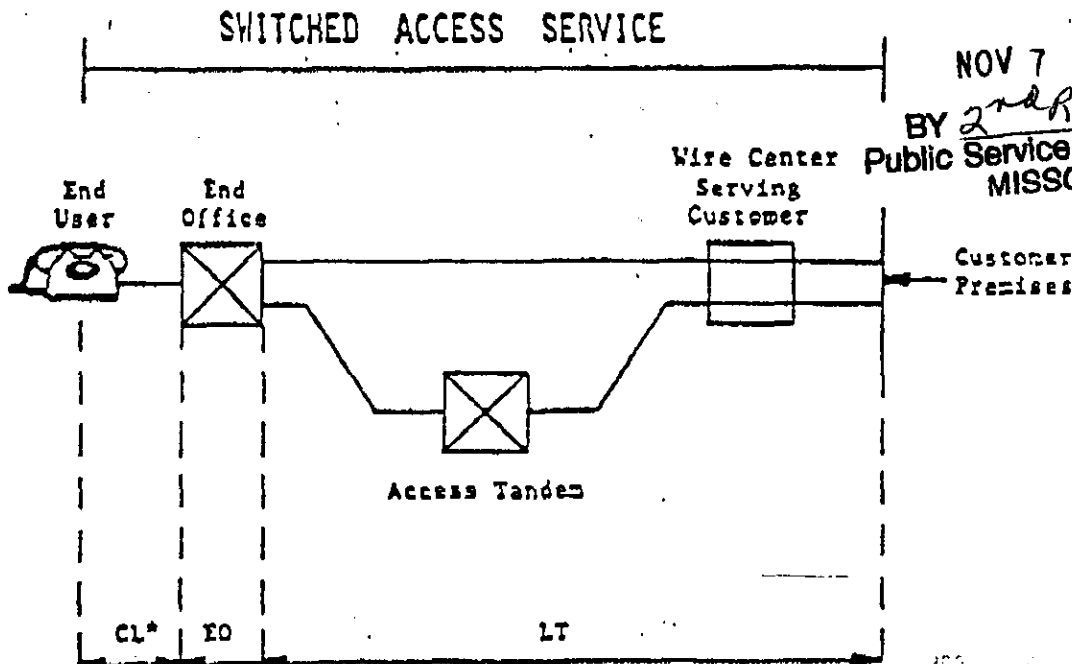 SWITCHED ACCESS SERVICE
NOV 7
BY 2nd R
Public Service
MISSO
Wire Center
Serving
Customer
End
User
End
Office
Customer
Premises
Access Tandem
CL*
EO
LT